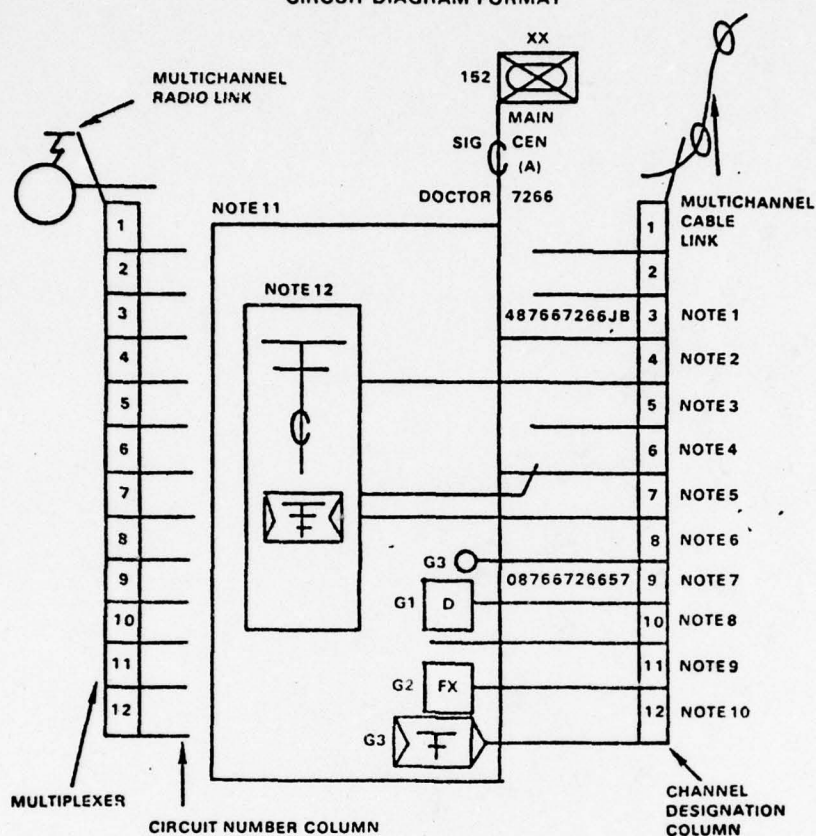 CIRCUIT DIAGRAM FORMAT
XX
152
MULTICHANNEL
RADIO LINK
MAIN
SIG CEN
(A)
DOCTOR 7266
MULTICHANNEL
CABLE
LINK
NOTE 11
NOTE 12
1
2
3
4
5
6
7
8
9
10
11
12
MULTIPLEXER
CIRCUIT NUMBER COLUMN
G3
G1 D
G2 FX
G3
1
2
487667266JB 3 NOTE 1
4 NOTE 2
5 NOTE 3
6 NOTE 4
7 NOTE 5
8 NOTE 6
08766726657 9 NOTE 7
10 NOTE 8
11 NOTE 9
12 NOTE 10
CHANNEL
DESIGNATION
COLUMN